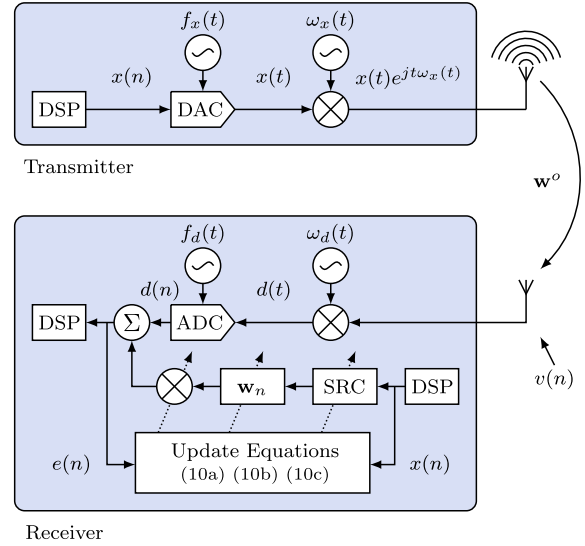 f_x(t) ω_x(t)
x(n) x(t) x(t)e^{jtω_x(t)}
DSP DAC
Transmitter
w^o
f_d(t) ω_d(t)
d(n) d(t)
DSP Σ ADC
v(n)
w_n SRC DSP
Update Equations
e(n) (10a) (10b) (10c) x(n)
Receiver